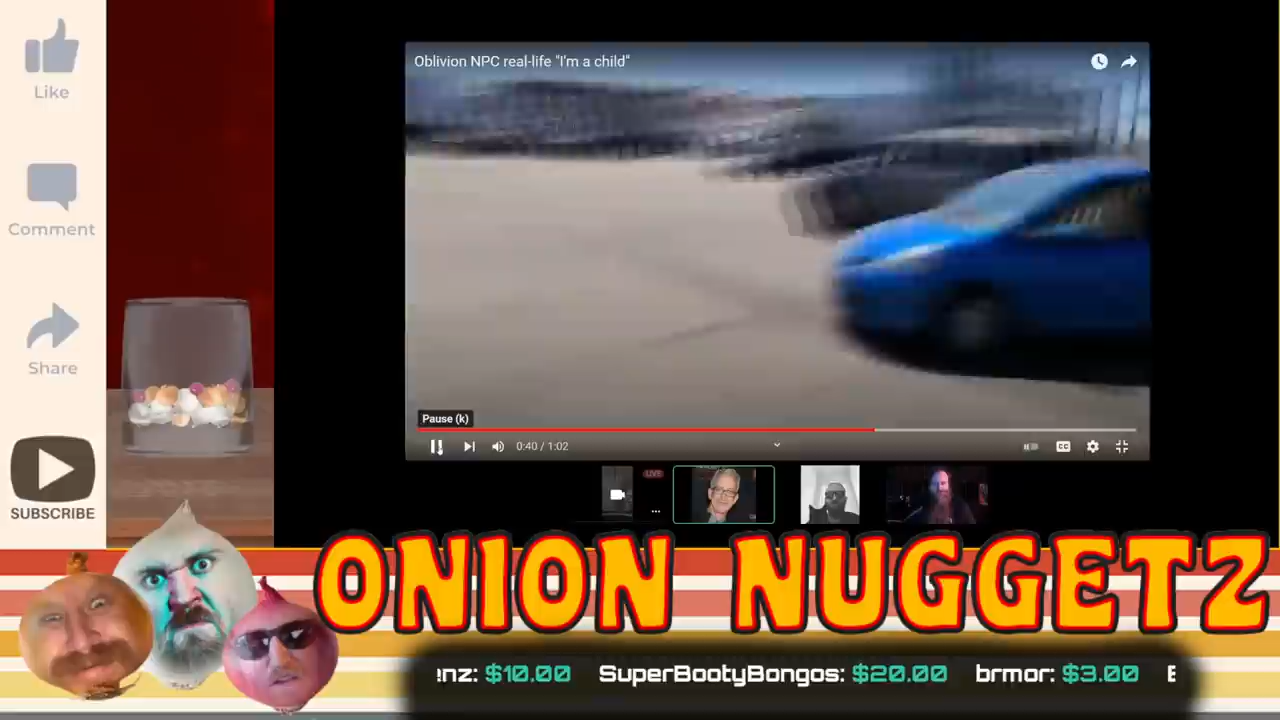 Like
Comment
Share
SUBSCRIBE
Oblivion NPC real-life "I'm a child"
Pause (k)
0:40 / 1:02
CC
LIVE
...
ONION NUGGETZ
nz: $10.00 SuperBootyBongos: $20.00 brmor: $3.00